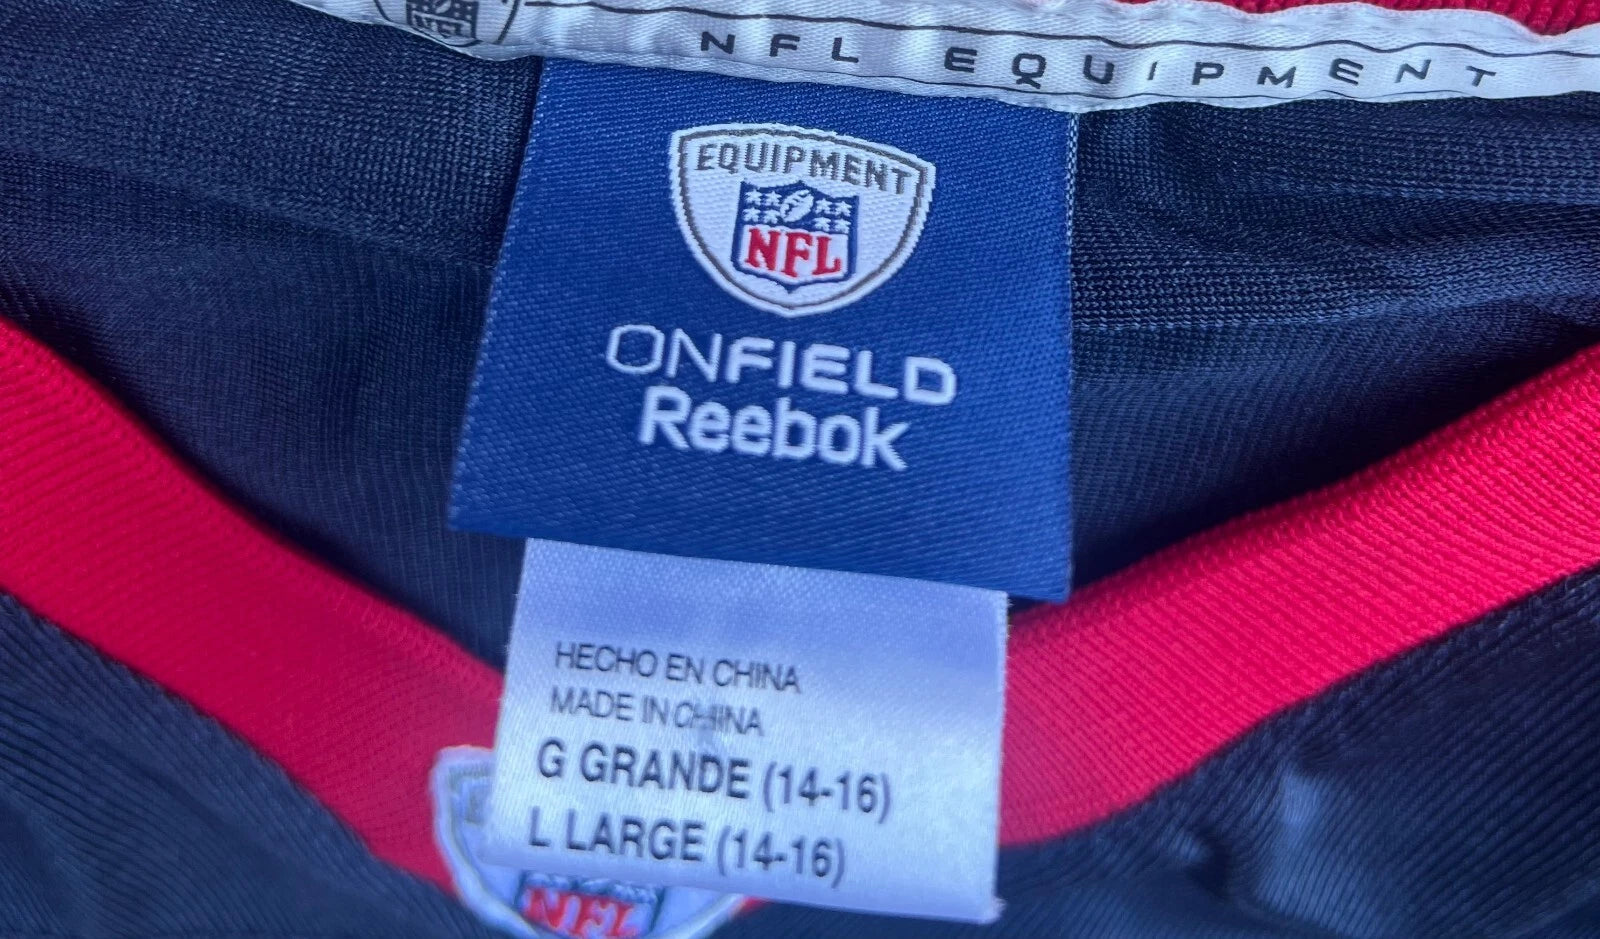 NFL EQUIPMENT
EQUIPMENT
NFL
ONFIELD
Reebok
HECHO EN CHINA
MADE IN CHINA
G GRANDE (14-16)
L LARGE (14-16)
NFL